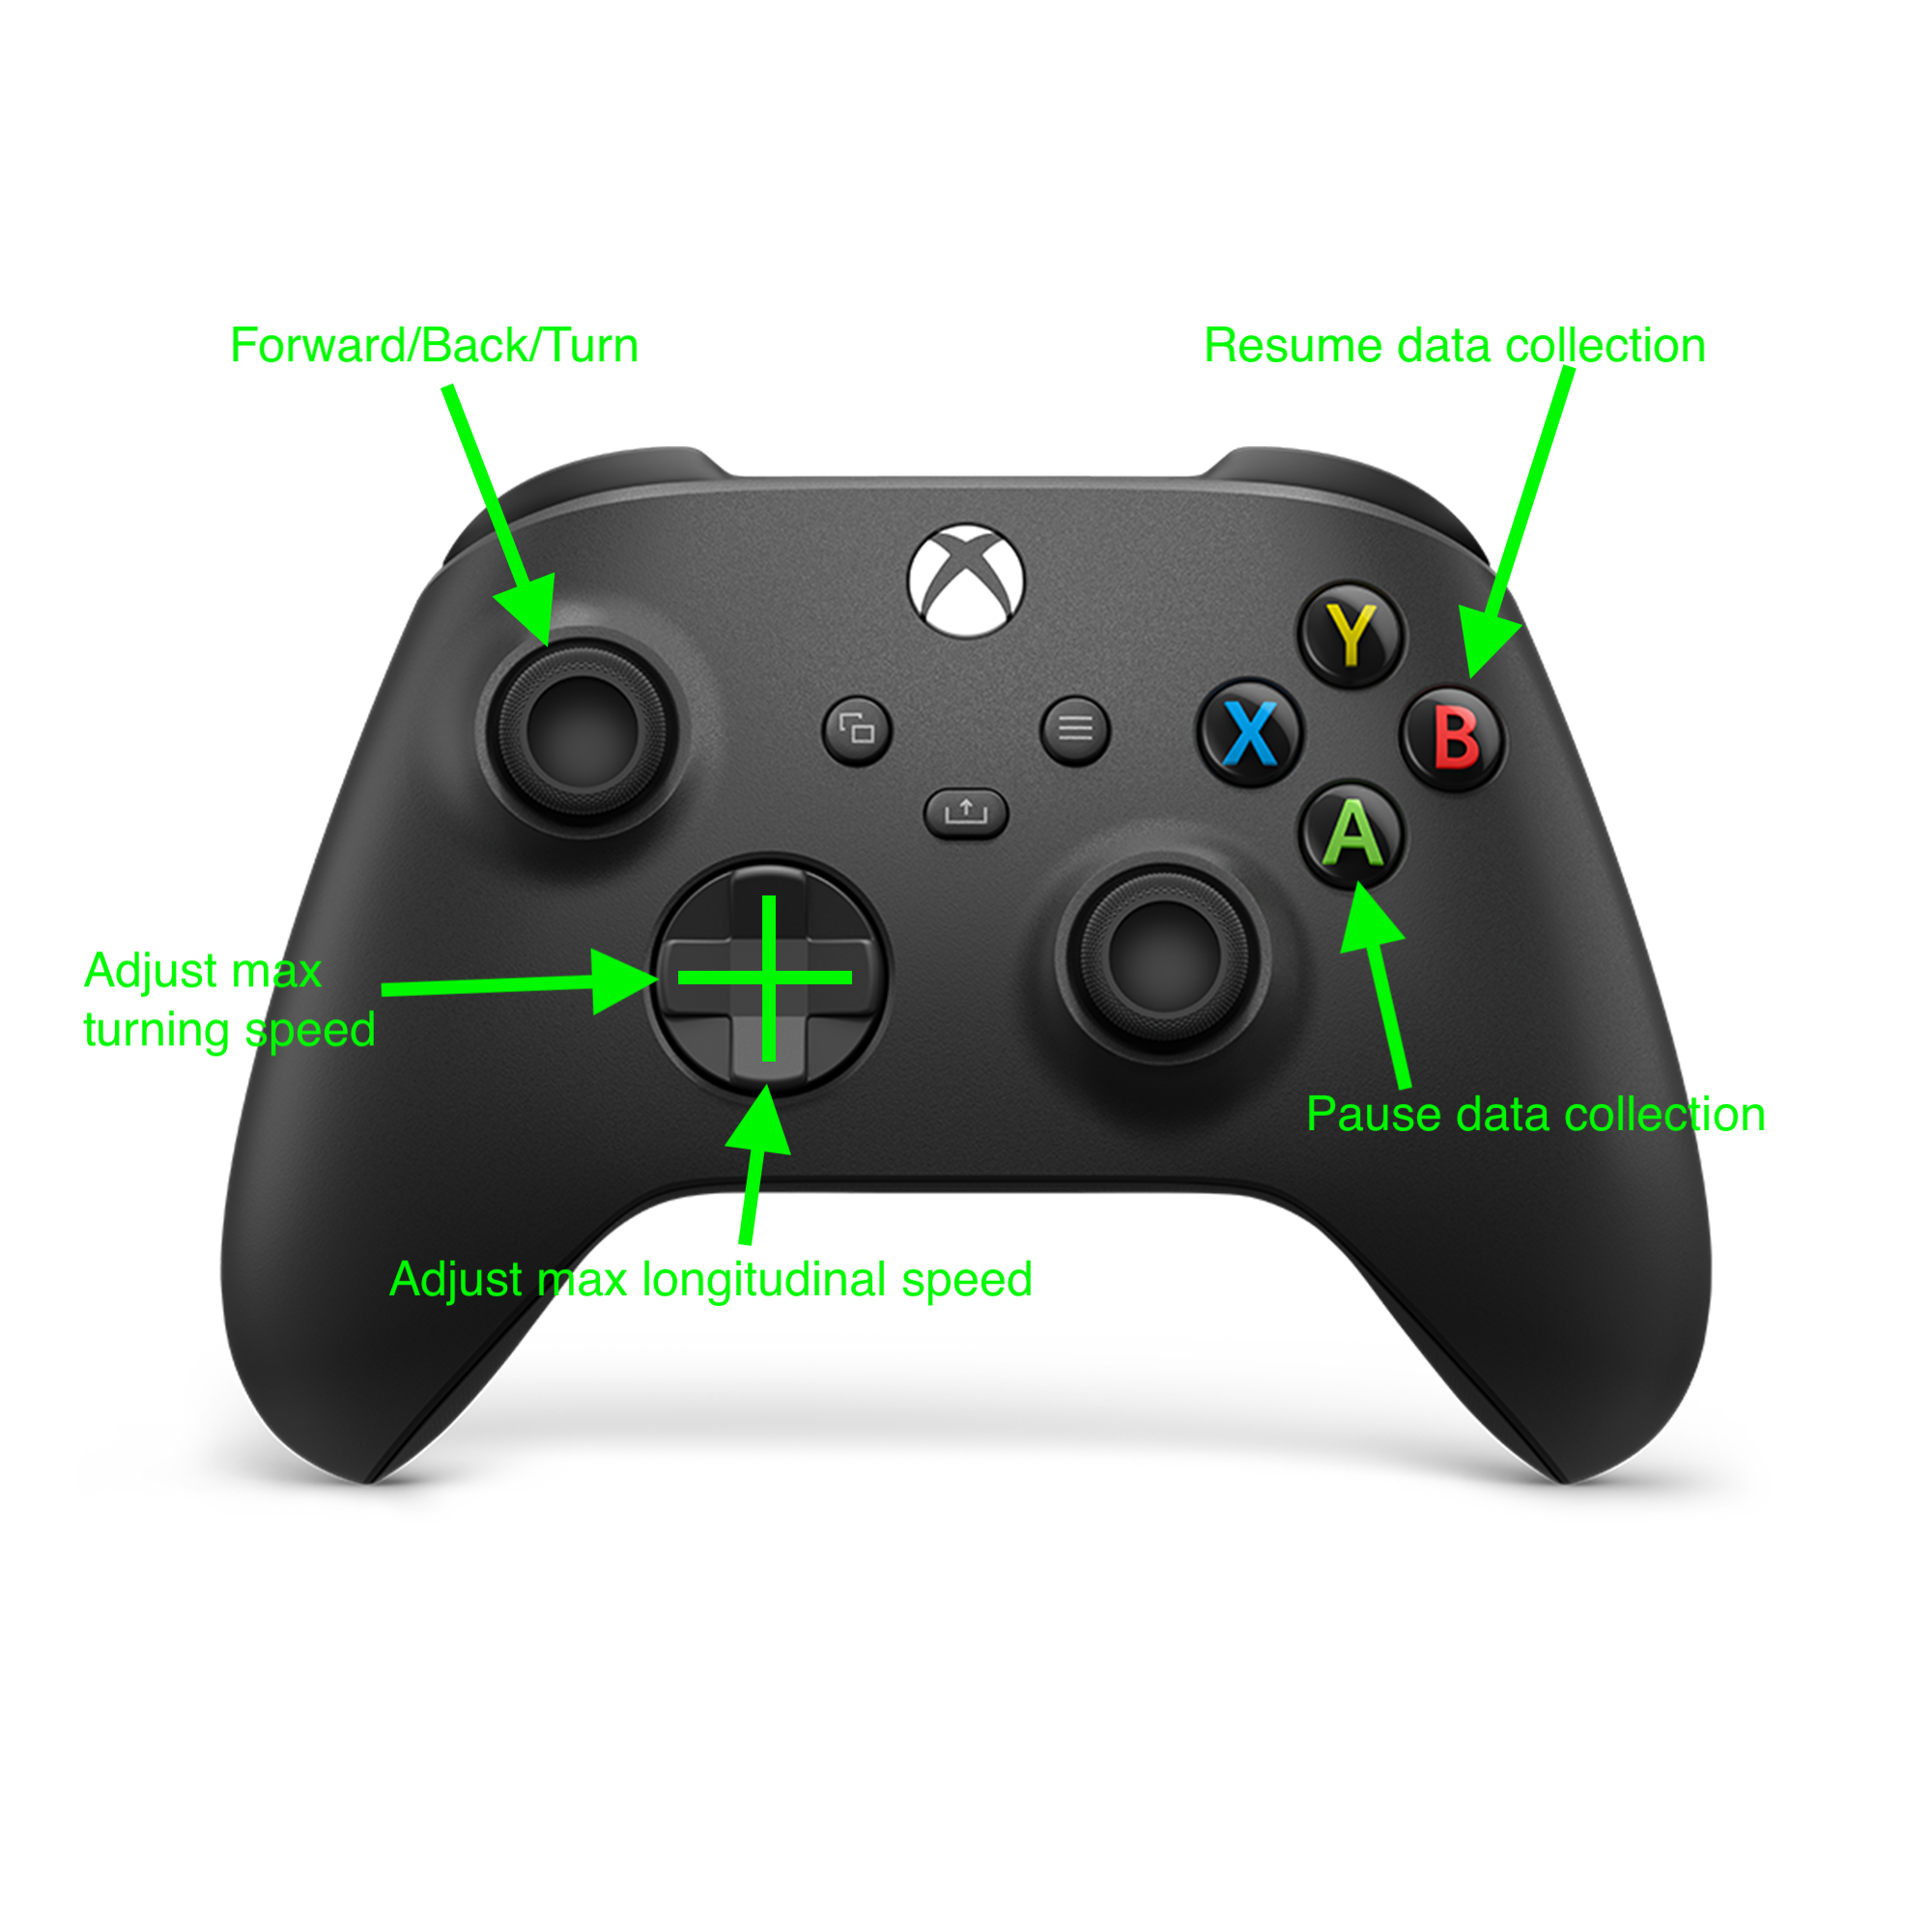 Forward/Back/Turn
Resume data collection
Y
X
B
A
Adjust max
turning speed
Pause data collection
Adjust max longitudinal speed